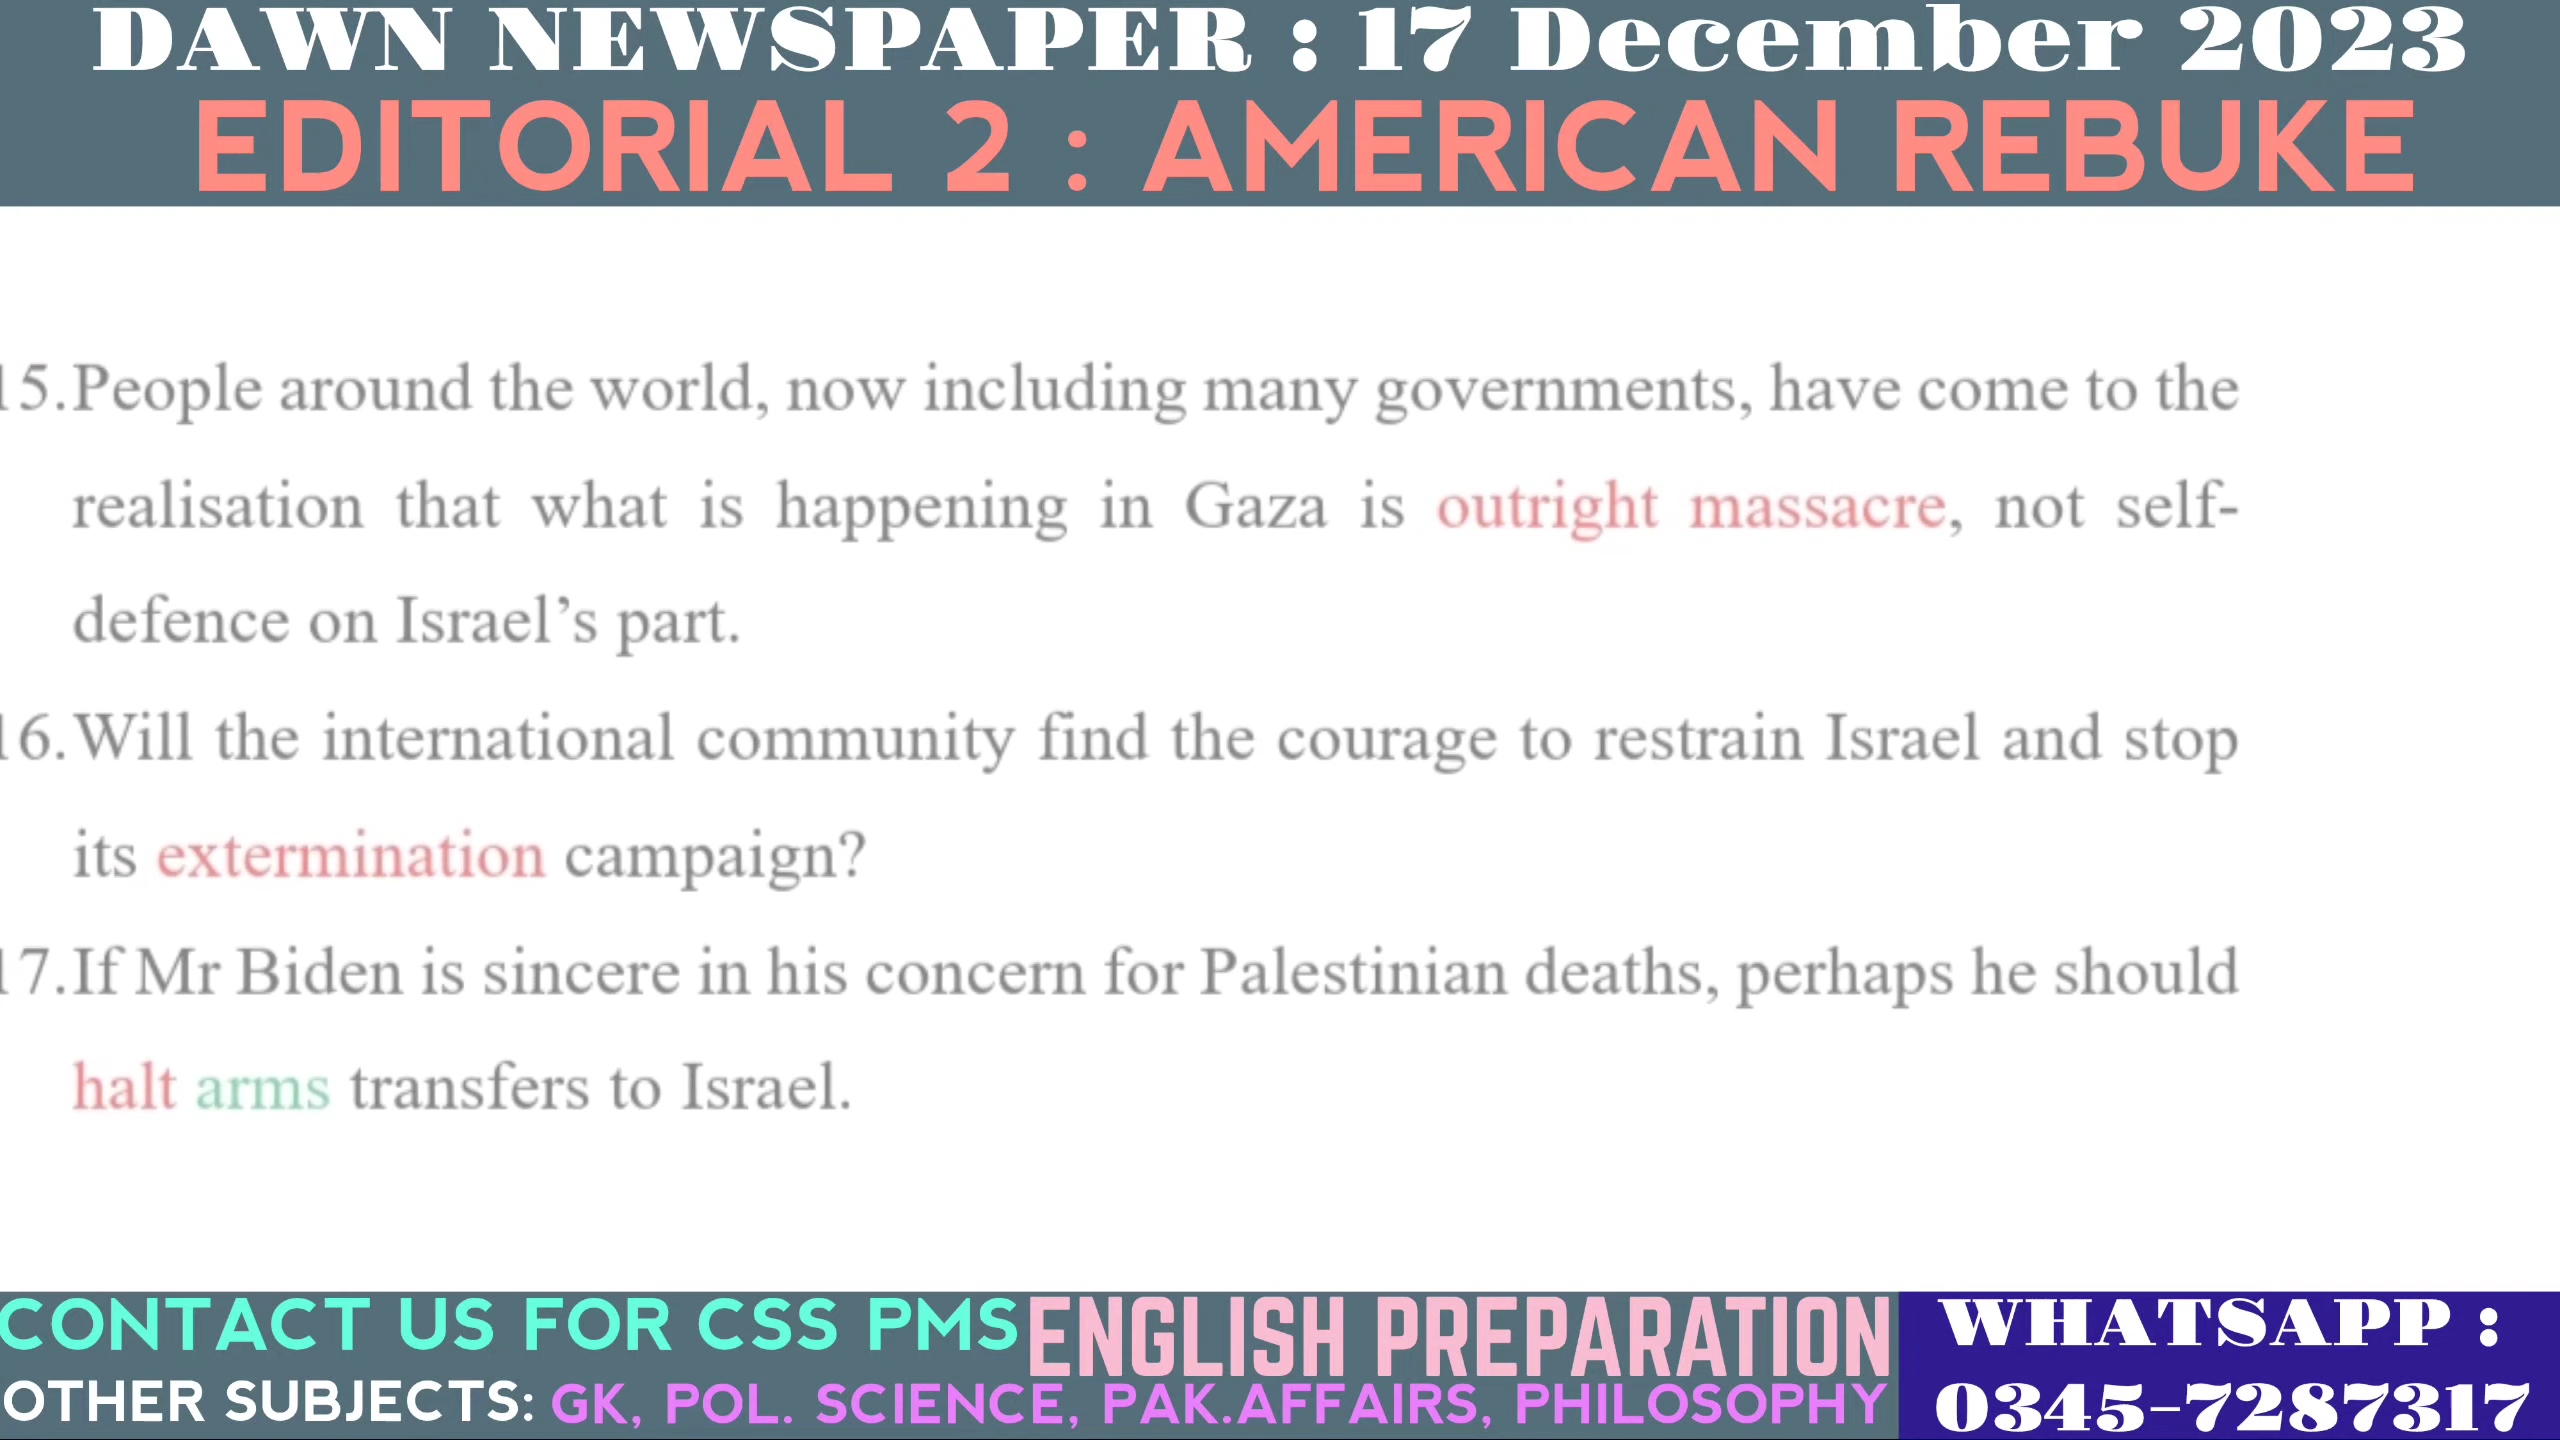 DAWN NEWSPAPER : 17 December 2023
EDITORIAL 2 : AMERICAN REBUKE
15.People around the world, now including many governments, have come to the
realisation that what is happening in Gaza is outright massacre, not self-
defence on Israel’s part.
16.Will the international community find the courage to restrain Israel and stop
its extermination campaign?
17.If Mr Biden is sincere in his concern for Palestinian deaths, perhaps he should
halt arms transfers to Israel.
CONTACT US FOR CSS PMS ENGLISH PREPARATION
OTHER SUBJECTS: GK, POL. SCIENCE, PAK.AFFAIRS, PHILOSOPHY
WHATSAPP :
0345-7287317